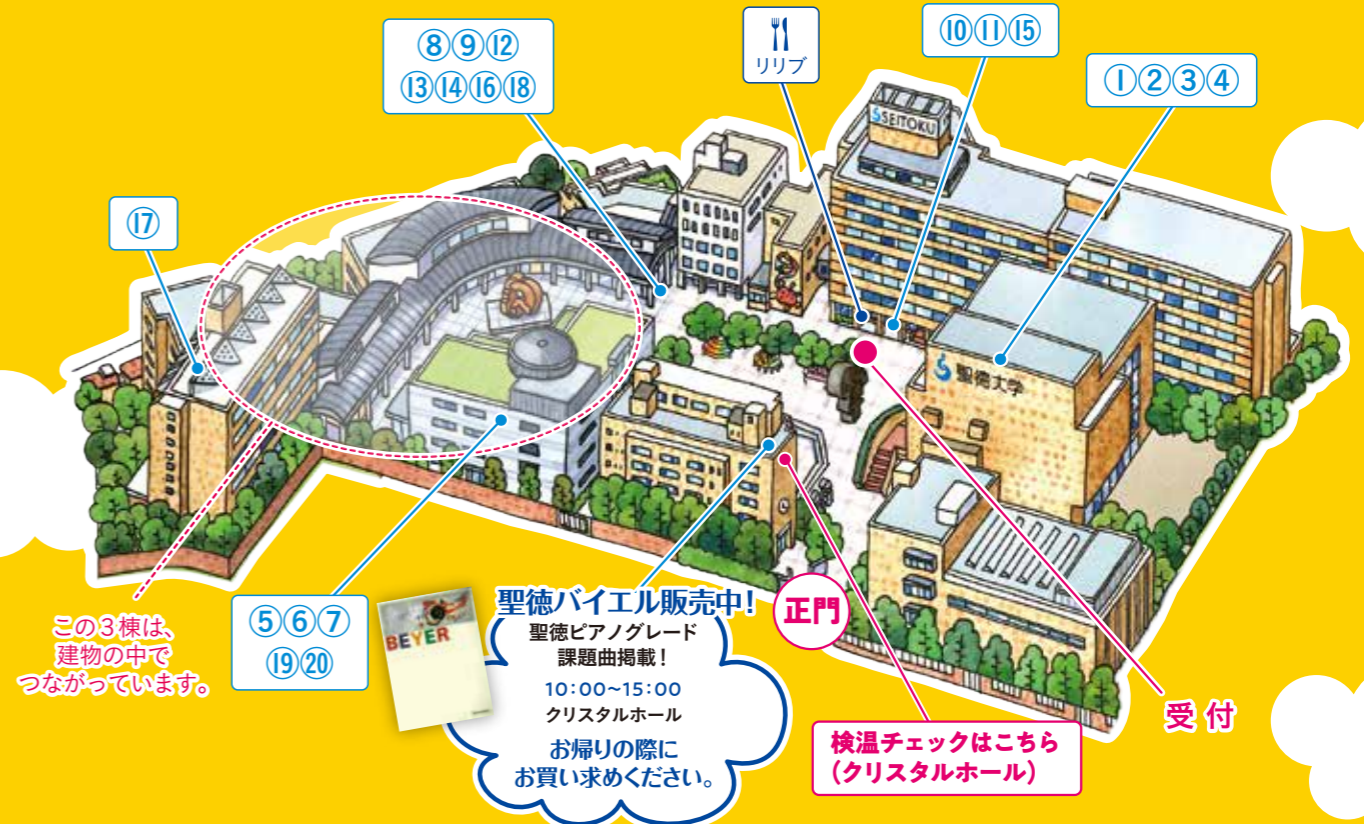 ⑧⑨⑫
⑬⑭⑯⑱
リリブ
⑩⑪⑮
①②③④
SEITOKU
⑰
聖徳大学
この3棟は、
建物の中で
つながっています。
⑤⑥⑦
⑲⑳
BEYER
聖徳バイエル販売中!
聖徳ピアノグレード
課題曲掲載!
10:00~15:00
クリスタルホール
お帰りの際に
お買い求めください。
正門
検温チェックはこちら
(クリスタルホール)
受付